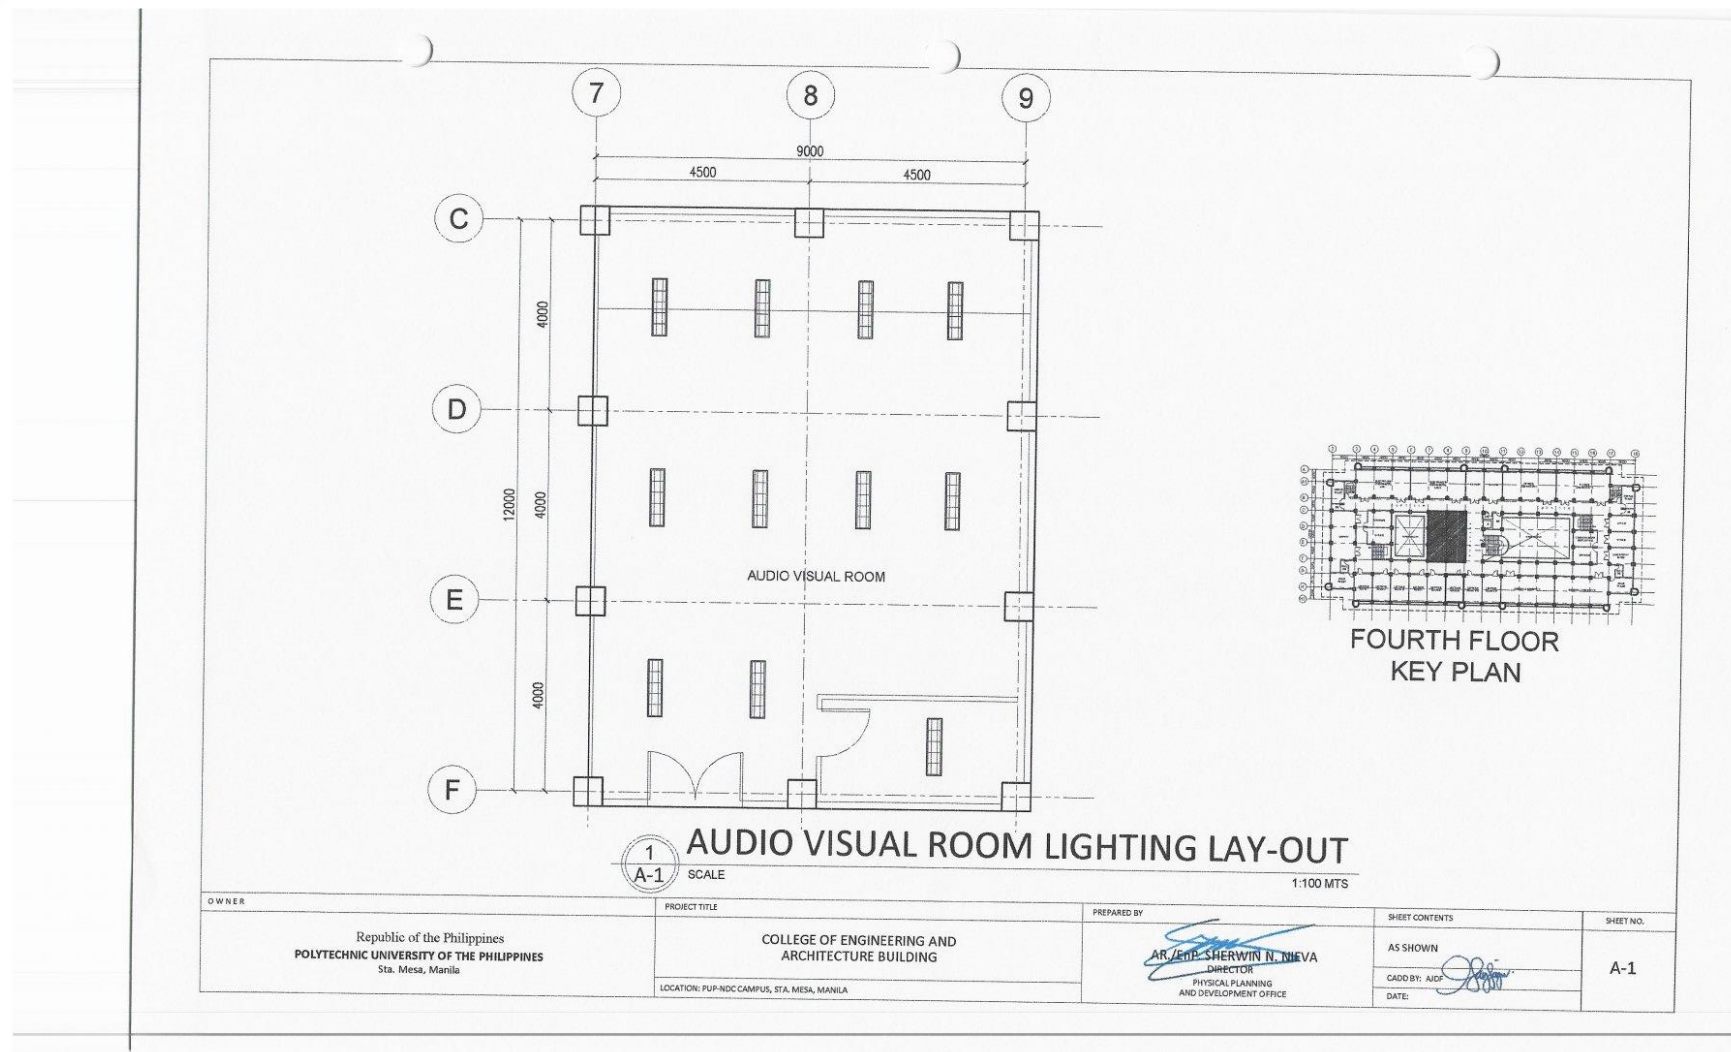 7
8
9
9000
4500
4500
C
D
E
F
4000
4000
4000
12000
AUDIO VISUAL ROOM
FOURTH FLOOR
KEY PLAN
1
A-1
AUDIO VISUAL ROOM LIGHTING LAY-OUT
SCALE
1:100 MTS
OWNER
Republic of the Philippines
POLYTECHNIC UNIVERSITY OF THE PHILIPPINES
Sta. Mesa, Manila
PROJECT TITLE
COLLEGE OF ENGINEERING AND
ARCHITECTURE BUILDING
LOCATION: PUP-NDC CAMPUS, STA. MESA, MANILA
PREPARED BY
AR./EnP. SHERWIN N. NIEVA
DIRECTOR
PHYSICAL PLANNING
AND DEVELOPMENT OFFICE
SHEET CONTENTS
AS SHOWN
CADD BY: AJDF
DATE:
SHEET NO.
A-1